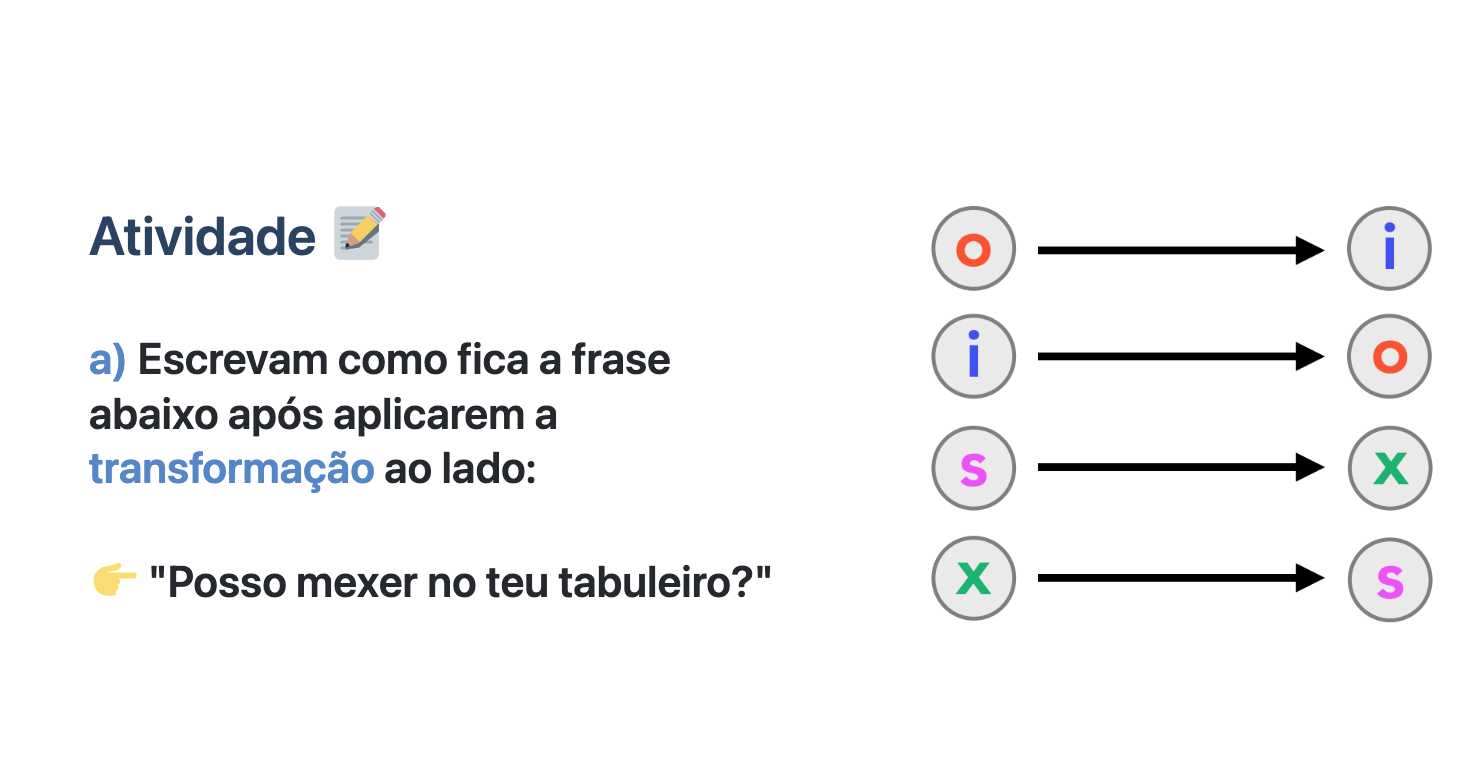 Atividade 📝
a) Escrevam como fica a frase
abaixo após aplicarem a
transformação ao lado:
👉 "Posso mexer no teu tabuleiro?"
o i
i o
s x
x s